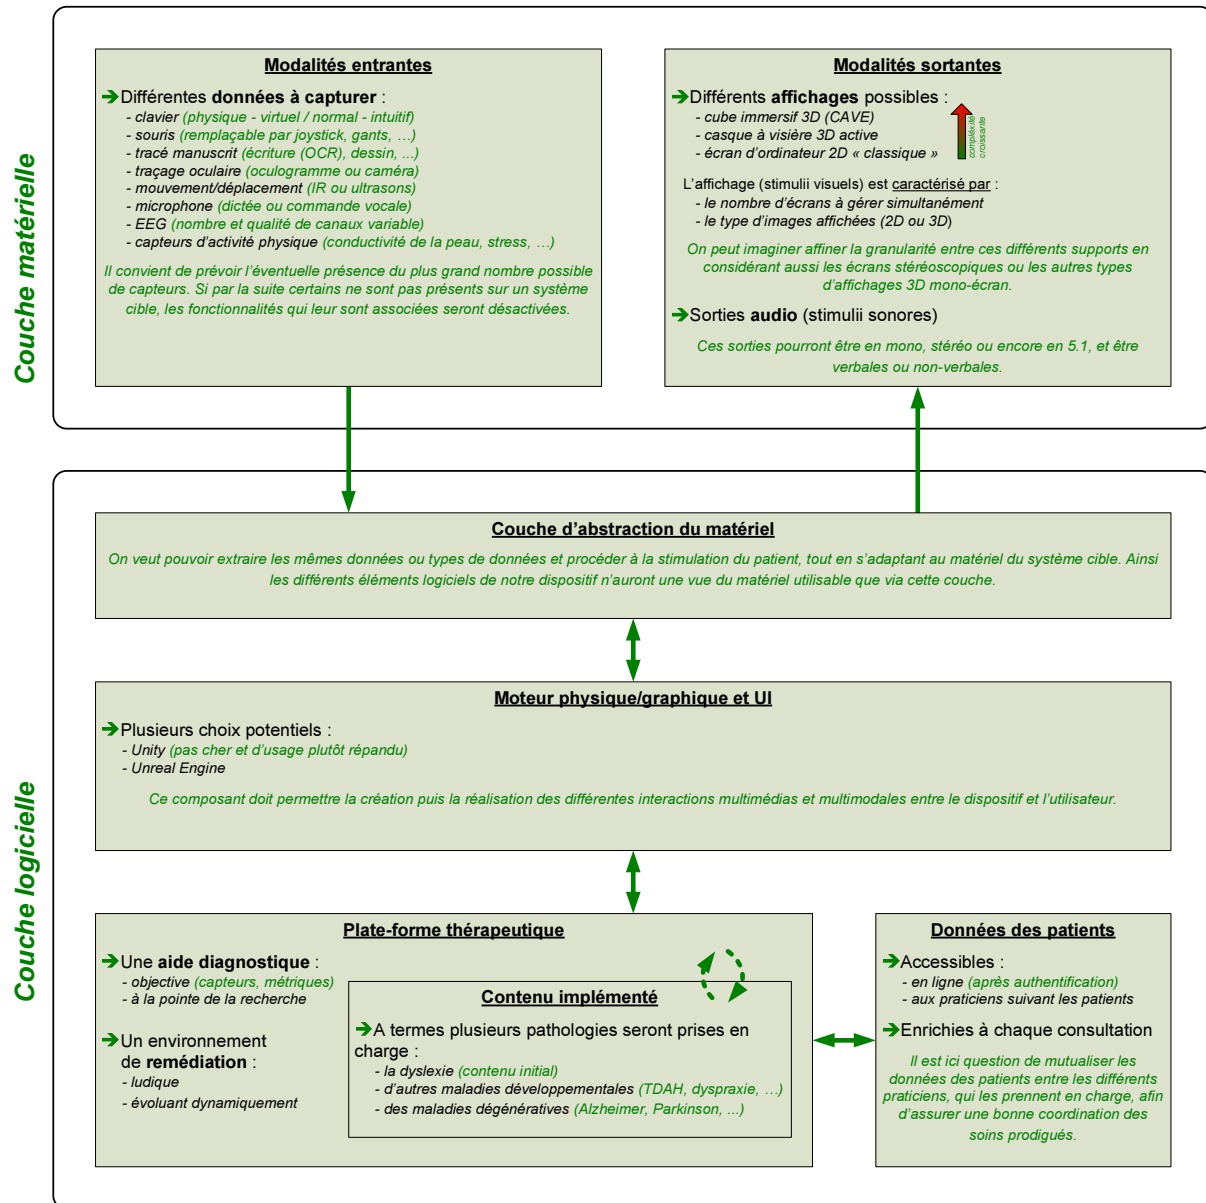 Couche matérielle
Modalités entrantes
➔Différentes données à capturer :
- clavier (physique - virtuel / normal - intuitif)
- souris (remplaçable par joystick, gants, …)
- tracé manuscrit (écriture (OCR), dessin, ...)
- traçage oculaire (oculogramme ou caméra)
- mouvement/déplacement (IR ou ultrasons)
- microphone (dictée ou commande vocale)
- EEG (nombre et qualité de canaux variable)
- capteurs d’activité physique (conductivité de la peau, stress, …)
Il convient de prévoir l’éventuelle présence du plus grand nombre possible
de capteurs. Si par la suite certains ne sont pas présents sur un système
cible, les fonctionnalités qui leur sont associées seront désactivées.
Modalités sortantes
➔Différents affichages possibles :
- cube immersif 3D (CAVE)
- casque à visière 3D active
- écran d’ordinateur 2D « classique »
complexité
croissante
L’affichage (stimulii visuels) est caractérisé par :
- le nombre d’écrans à gérer simultanément
- le type d’images affichées (2D ou 3D)
On peut imaginer affiner la granularité entre ces différents supports en
considérant aussi les écrans stéréoscopiques ou les autres types
d’affichages 3D mono-écran.
➔Sorties audio (stimulii sonores)
Ces sorties pourront être en mono, stéréo ou encore en 5.1, et être
verbales ou non-verbales.
Couche logicielle
Couche d’abstraction du matériel
On veut pouvoir extraire les mêmes données ou types de données et procéder à la stimulation du patient, tout en s’adaptant au matériel du système cible. Ainsi
les différents éléments logiciels de notre dispositif n’auront une vue du matériel utilisable que via cette couche.
Moteur physique/graphique et UI
➔Plusieurs choix potentiels :
- Unity (pas cher et d’usage plutôt répandu)
- Unreal Engine
Ce composant doit permettre la création puis la réalisation des différentes interactions multimédias et multimodales entre le dispositif et l’utilisateur.
Plate-forme thérapeutique
➔Une aide diagnostique :
- objective (capteurs, métriques)
- à la pointe de la recherche
➔Un environnement
de remédiation :
- ludique
- évoluant dynamiquement
Contenu implémenté
➔A termes plusieurs pathologies seront prises en
charge :
- la dyslexie (contenu initial)
- d’autres maladies développementales (TDAH, dyspraxie, …)
- des maladies dégénératives (Alzheimer, Parkinson, ...)
Données des patients
➔Accessibles :
- en ligne (après authentification)
- aux praticiens suivant les patients
➔Enrichies à chaque consultation
Il est ici question de mutualiser les
données des patients entre les différents
praticiens, qui les prennent en charge, afin
d’assurer une bonne coordination des
soins prodigués.